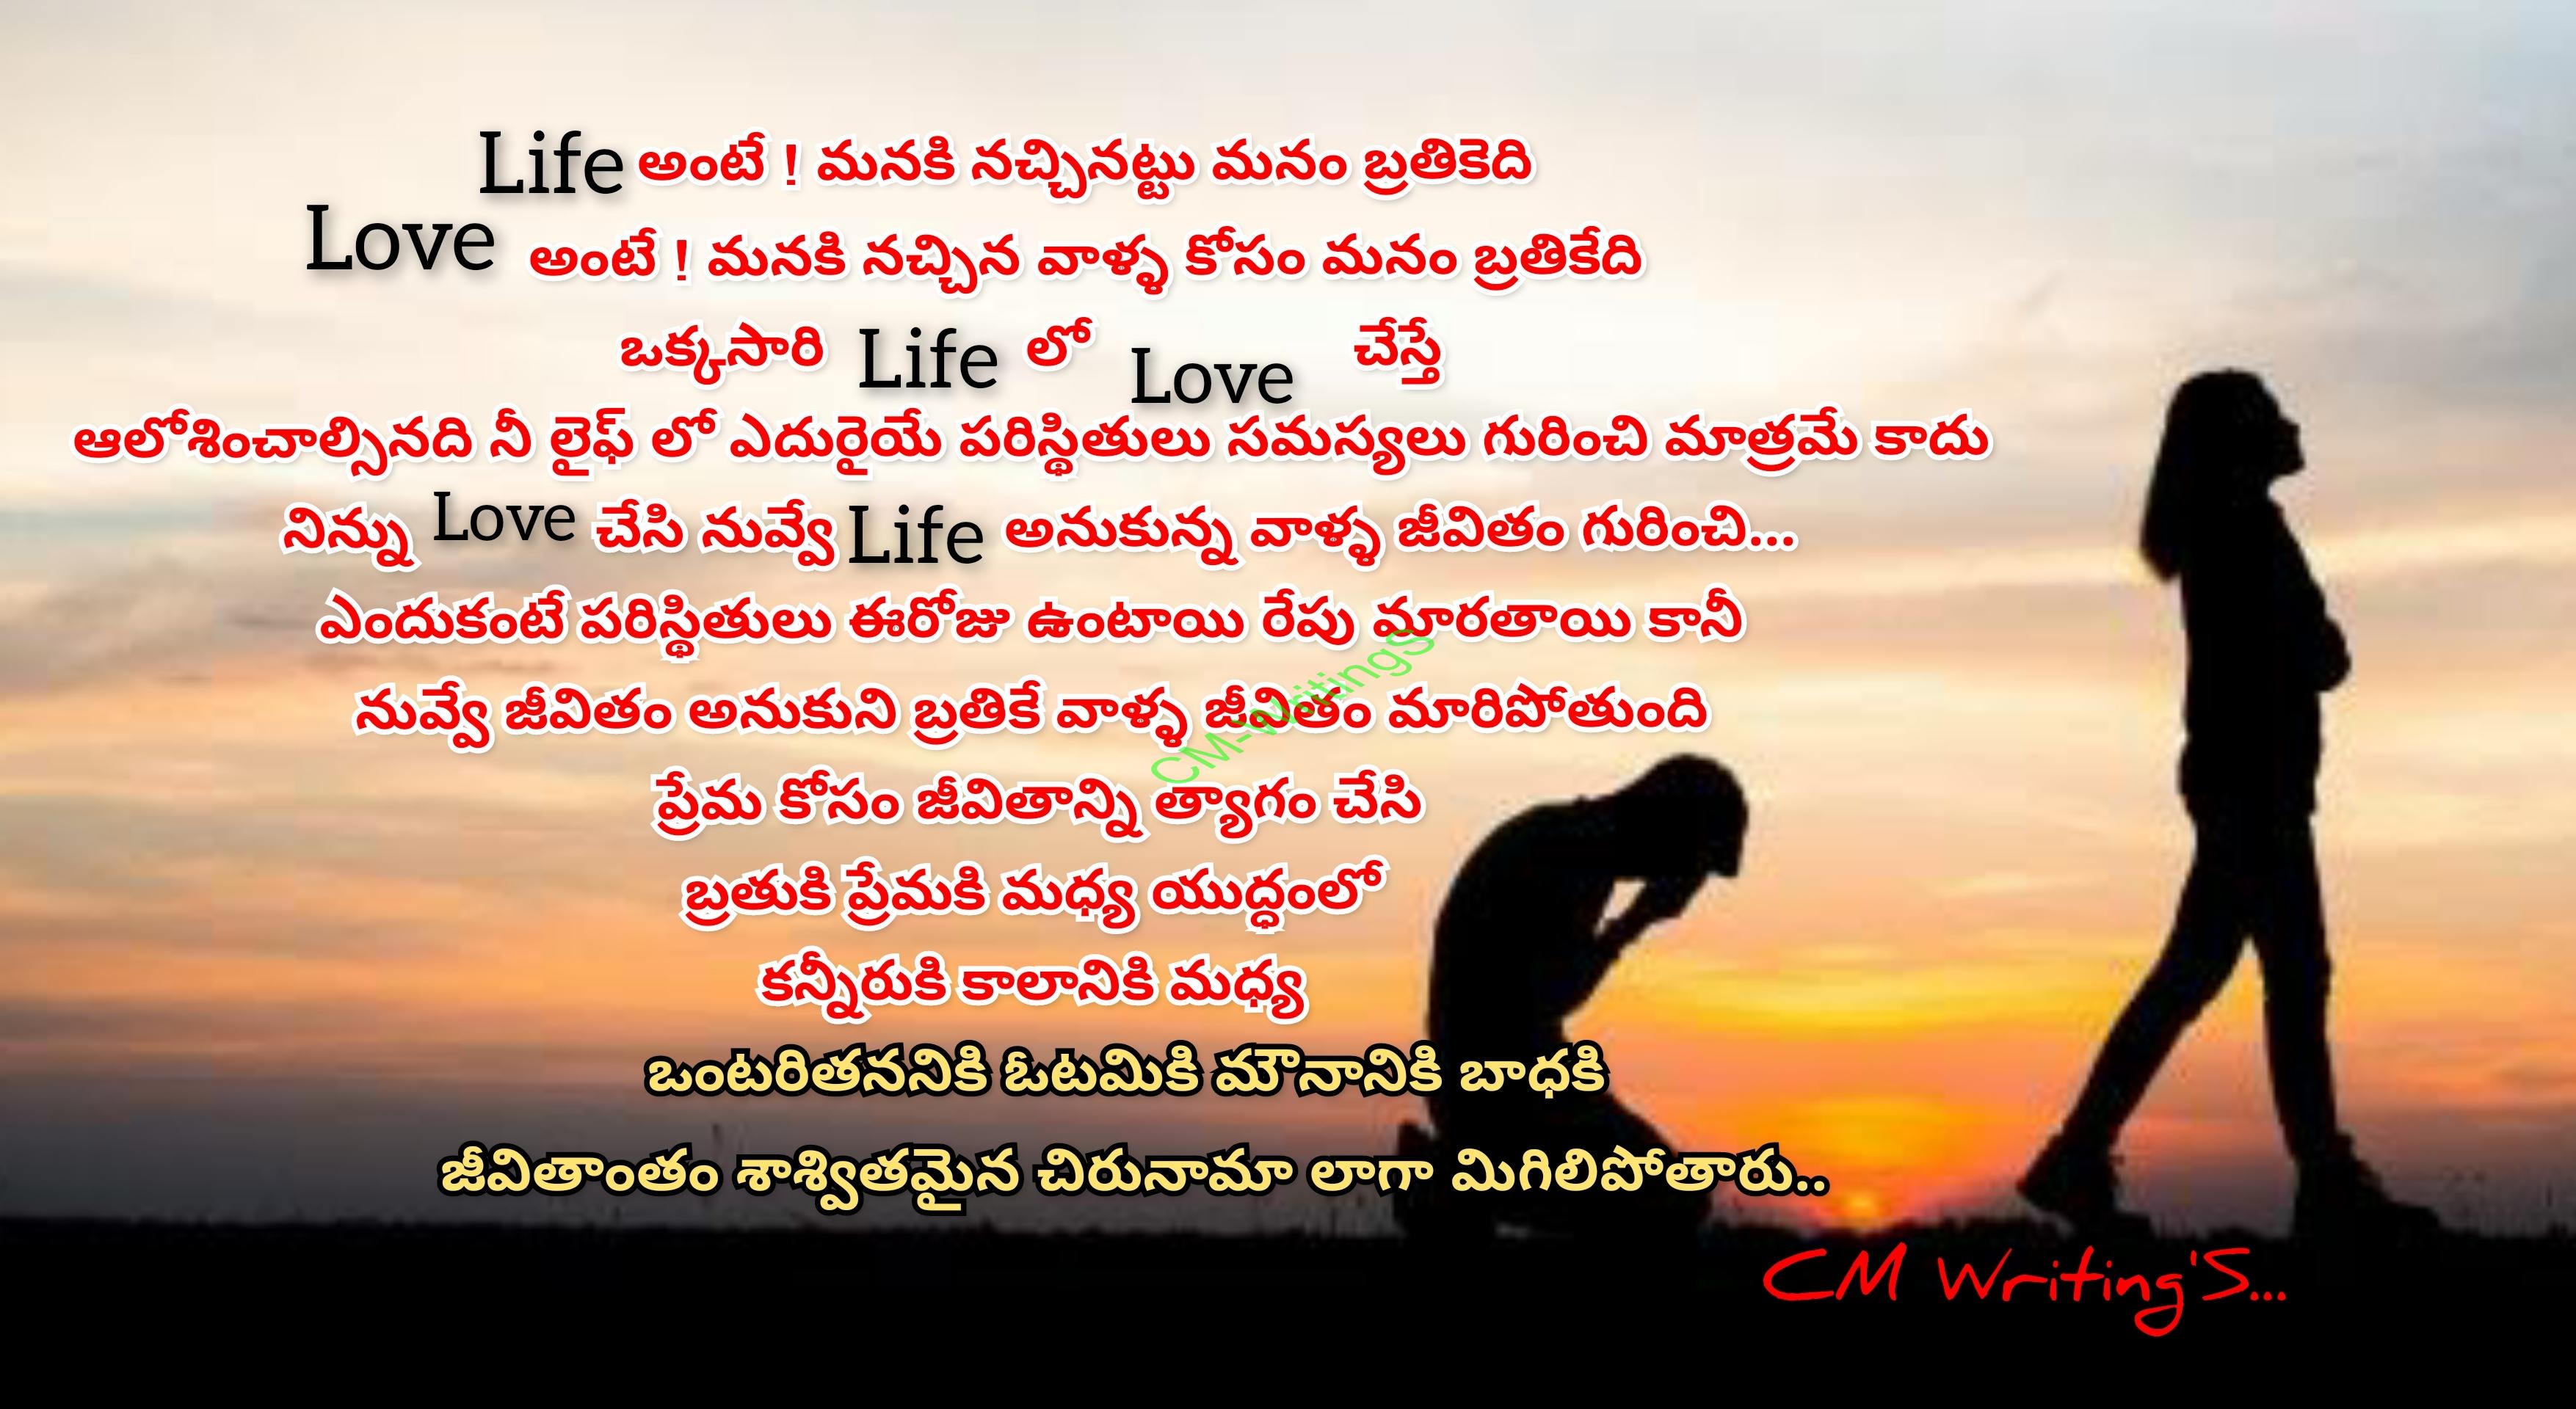 Life అంటే ! మనకి నచ్చినట్టు మనం బ్రతికెది
Love అంటే ! మనకి నచ్చిన వాళ్ళ కోసం మనం బ్రతికేది
ఒక్కసారి Life లో Love చేస్తే
ఆలోశించాల్సినది నీ లైఫ్ లో ఎదురైయే పరిస్థితులు సమస్యలు గురించి మాత్రమే కాదు
నిన్ను Love చేసి నువ్వే Life అనుకున్న వాళ్ళ జీవితం గురించి...
ఎందుకంటే పరిస్థితులు ఈరోజు ఉంటాయి రేపు మారతాయి కానీ
నువ్వే జీవితం అనుకుని బ్రతికే వాళ్ళ జీవితం మారిపోతుంది
CM-WritingS
ప్రేమ కోసం జీవితాన్ని త్యాగం చేసి
బ్రతుకి ప్రేమకి మధ్య యుద్ధంలో
కన్నీరుకి కాలానికి మధ్య
ఒంటరితననికి ఓటమికి మౌనానికి బాధకి
జీవితాంతం శాశ్వితమైన చిరునామా లాగా మిగిలిపోతారు..
CM Writing'S...